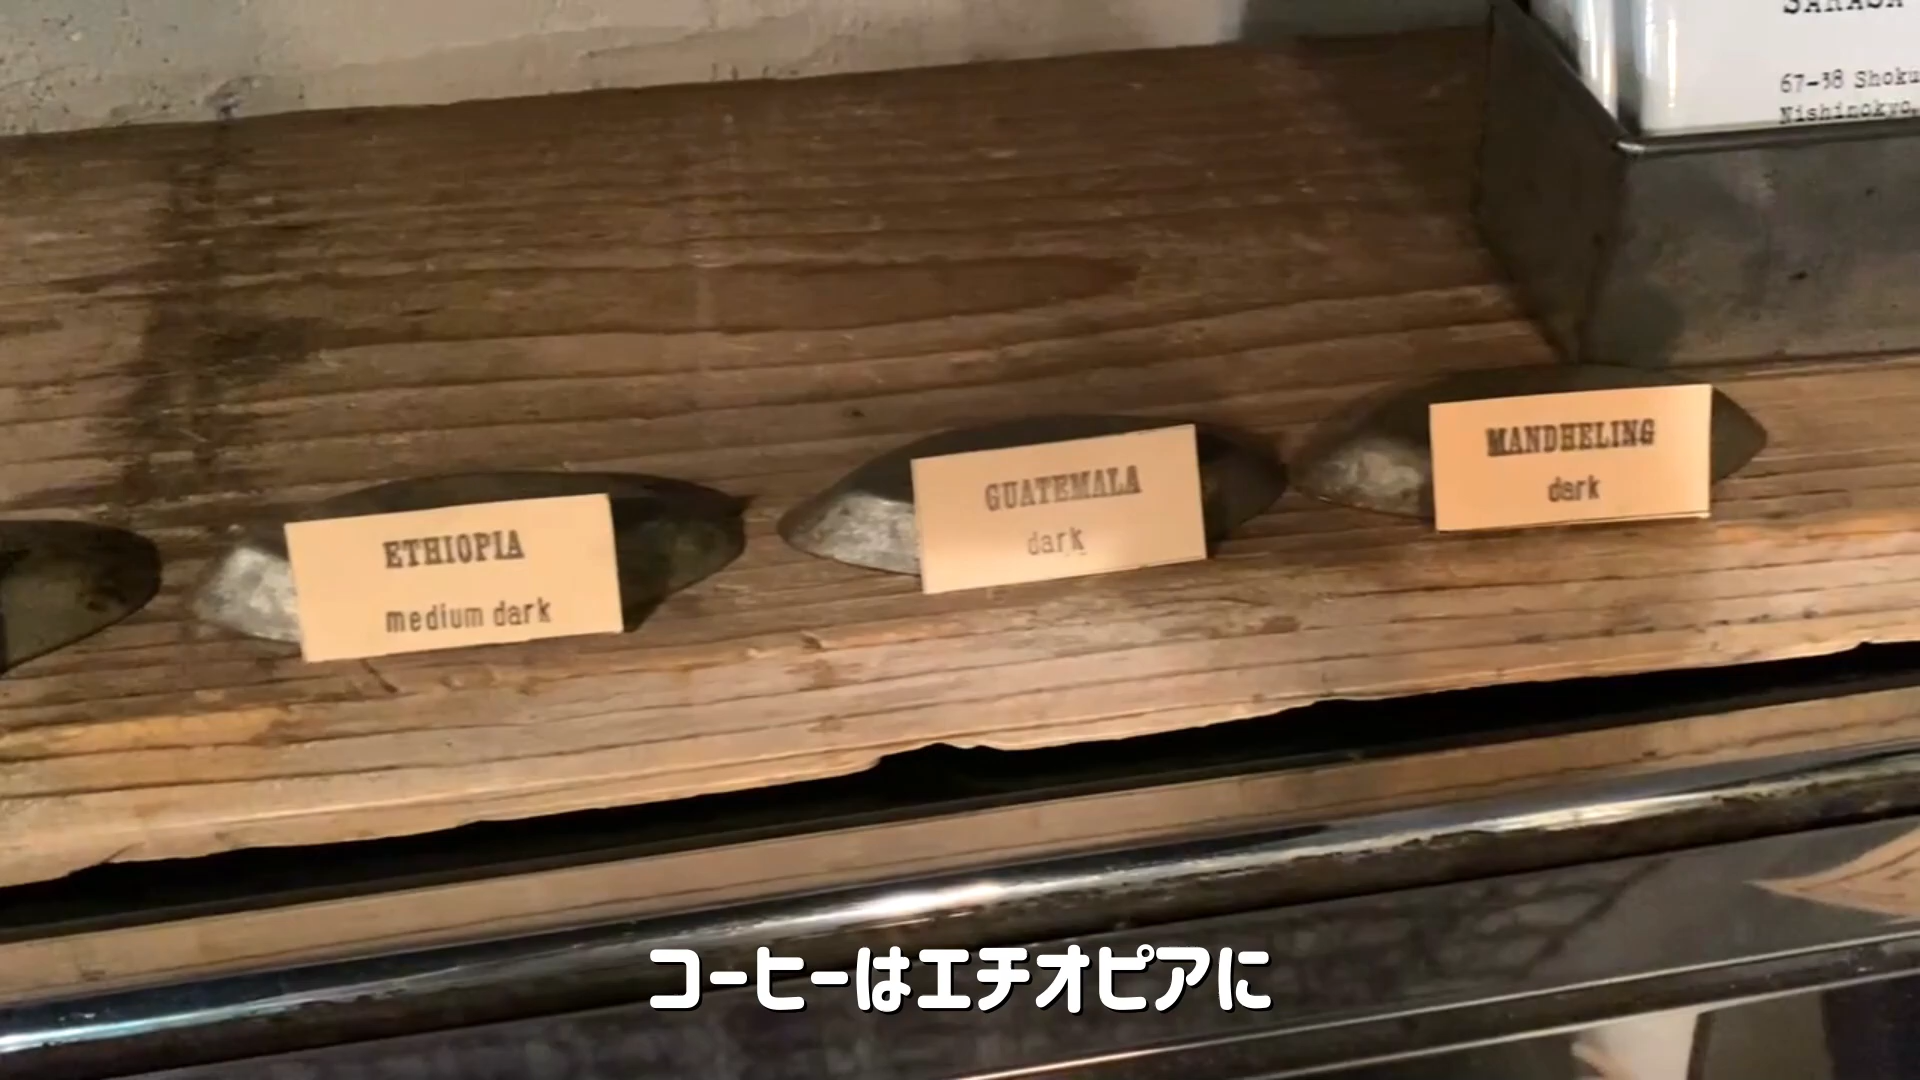 67-38 Shoku
Nishinokyo,
MANDHELING
dark
GUATEMALA
dark
ETHIOPIA
medium dark
コーヒーはエチオピアに